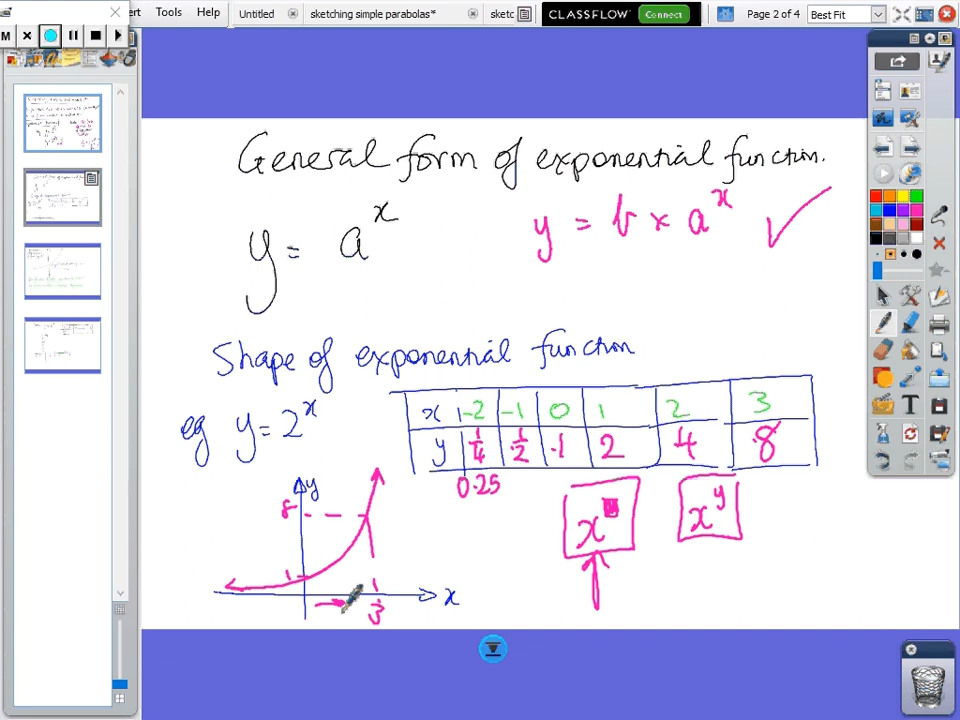 Tools Help Untitled sketching simple parabolas* CLASSFLOW Connect Page 2 of 4 Best Fit
M
General form of exponential function.
y = a^x
y = b × a^x ✓
Shape of exponential function
eg y = 2^x
x -2 -1 0 1 2 3
y 1/4 1/2 1 2 4 8
0.25
y
8
x^■
x^y
1
x
3
T